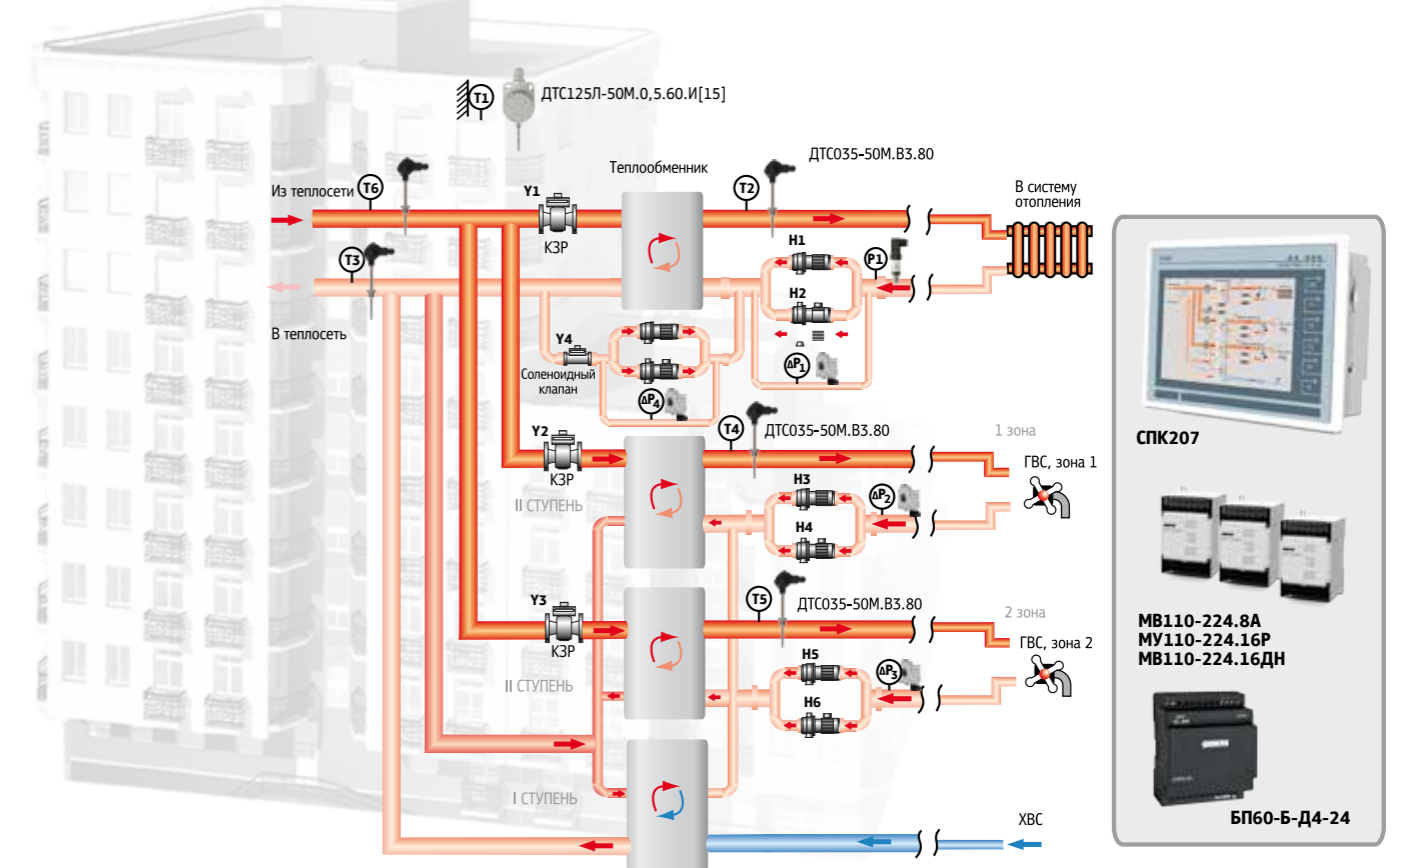 T1
ДТС125Л-50М.0,5.60.И[15]
Теплообменник
ДТС035-50М.В3.80
Из теплосети
T6
Y1
КЗР
T2
В систему
отопления
T3
В теплосеть
H1
P1
H2
Y4
Соленоидный
клапан
ΔP1
ΔP4
СПК207
Y2
КЗР
T4
ДТС035-50М.В3.80
1 зона
ГВС, зона 1
II СТУПЕНЬ
H3
ΔP2
H4
Y3
КЗР
T5
ДТС035-50М.В3.80
2 зона
ГВС, зона 2
II СТУПЕНЬ
H5
ΔP3
H6
МВ110-224.8А
МУ110-224.16Р
МВ110-224.16ДН
I СТУПЕНЬ
ХВС
БП60-Б-Д4-24